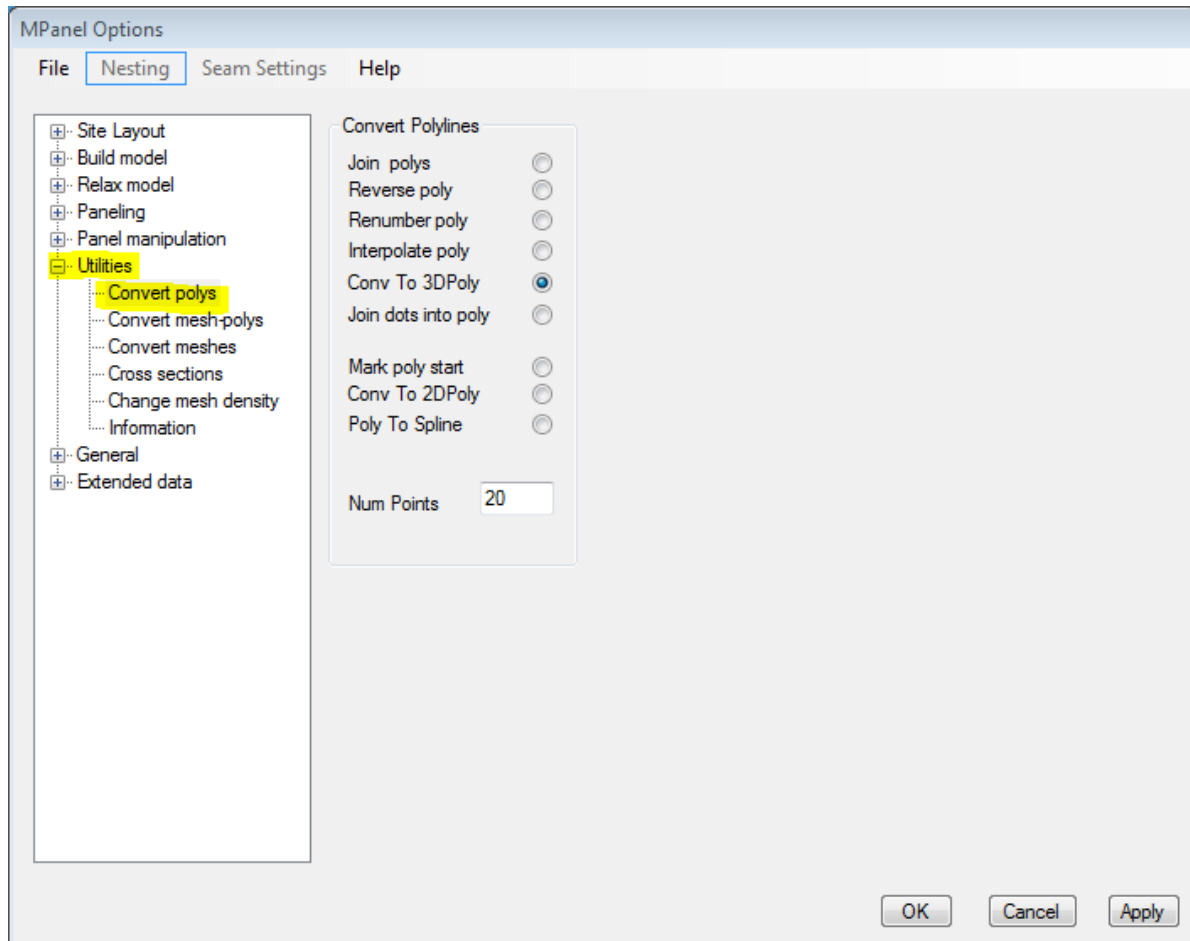 MPanel Options
File Nesting Seam Settings Help
Site Layout
Build model
Relax model
Paneling
Panel manipulation
Utilities
Convert polys
Convert mesh-polys
Convert meshes
Cross sections
Change mesh density
Information
General
Extended data
Convert Polylines
Join polys
Reverse poly
Renumber poly
Interpolate poly
Conv To 3DPoly
Join dots into poly
Mark poly start
Conv To 2DPoly
Poly To Spline
Num Points 20
OK Cancel Apply